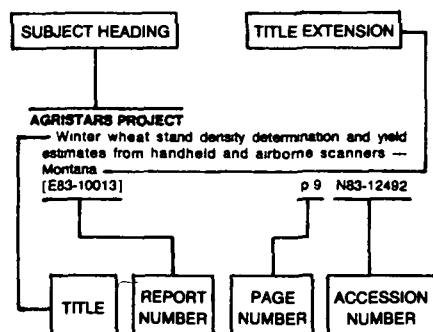 SUBJECT HEADING
TITLE EXTENSION
AGRISTARS PROJECT
Winter wheat stand density determination and yield
estimates from handheld and airborne scanners —
Montana
[E83-10013] p 9 N83-12492
TITLE
REPORT
NUMBER
PAGE
NUMBER
ACCESSION
NUMBER